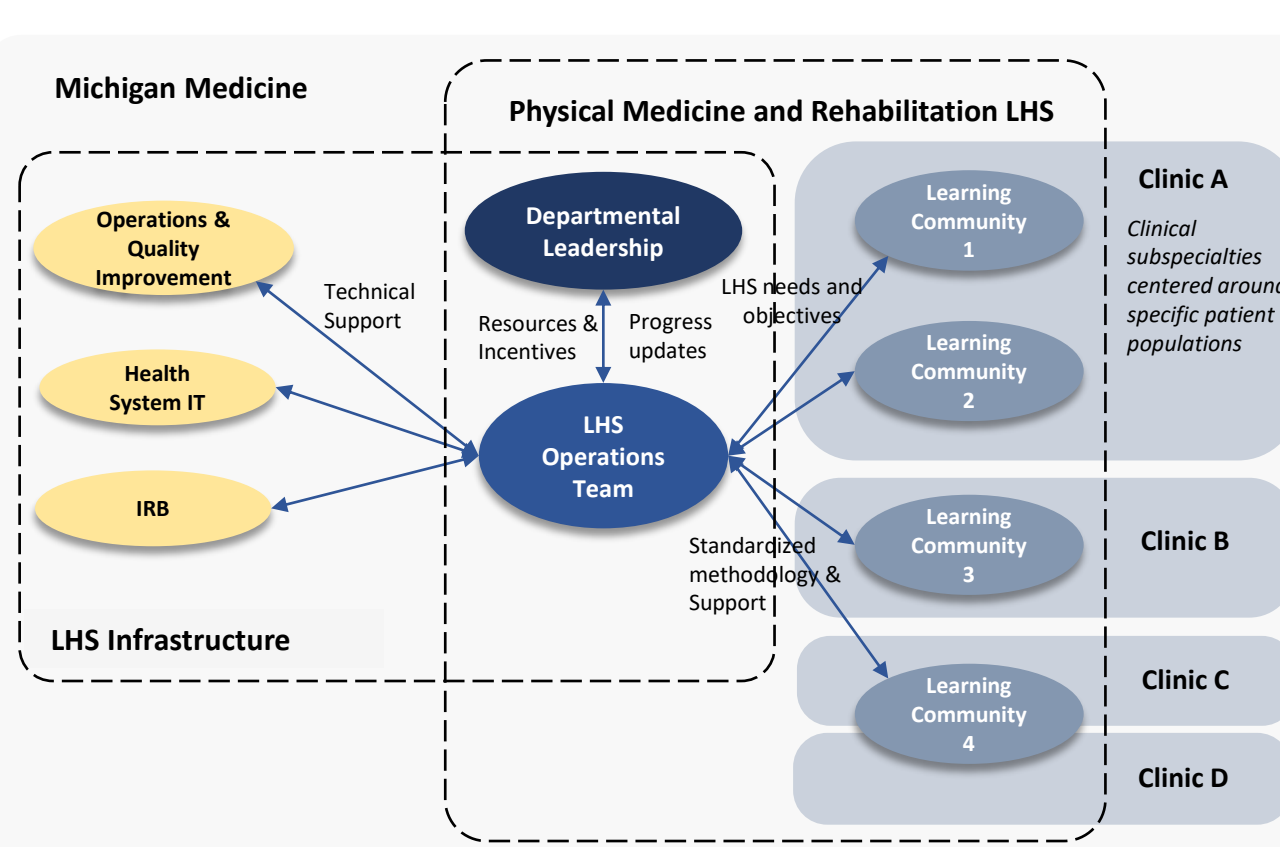 Michigan Medicine
Physical Medicine and Rehabilitation LHS
Operations &
Quality
Improvement
Health
System IT
IRB
LHS Infrastructure
Technical
Support
Departmental
Leadership
Resources &
Incentives
Progress
updates
LHS
Operations
Team
LHS needs and
objectives
Standardized
methodology &
Support
Learning
Community
1
Learning
Community
2
Learning
Community
3
Learning
Community
4
Clinic A
Clinical
subspecialties
centered around
specific patient
populations
Clinic B
Clinic C
Clinic D